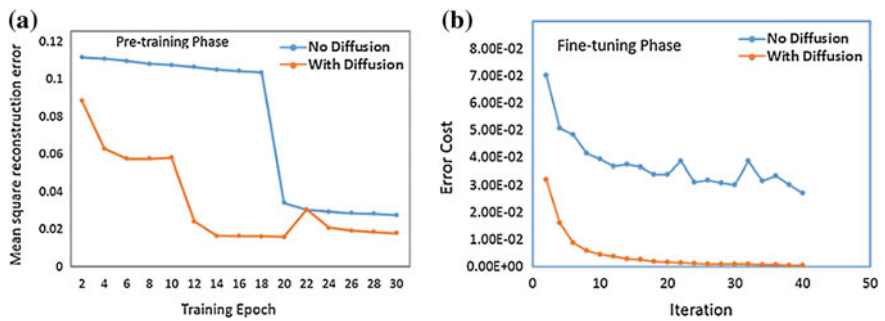 (a)
Pre-training Phase
No Diffusion
With Diffusion
Mean square reconstruction error
0.12
0.1
0.08
0.06
0.04
0.02
0
2 4 6 8 10 12 14 16 18 20 22 24 26 28 30
Training Epoch
(b)
Fine-tuning Phase
No Diffusion
With Diffusion
Error Cost
8.00E-02
7.00E-02
6.00E-02
5.00E-02
4.00E-02
3.00E-02
2.00E-02
1.00E-02
0.00E+00
0 10 20 30 40 50
Iteration